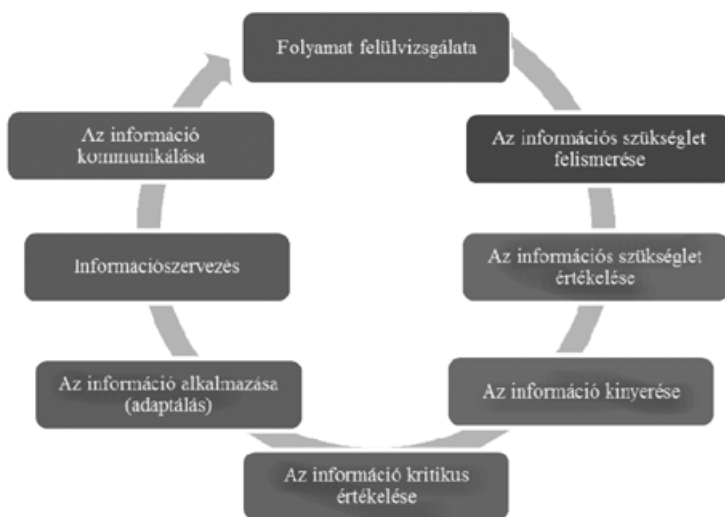 Folyamat felülvizsgálata
Az információs szükséglet
felismerése
Az információs szükséglet
értékelése
Az információ kinyerése
Az információ kritikus
értékelése
Az információ alkalmazása
(adaptálás)
Információszervezés
Az információ
kommunikálása